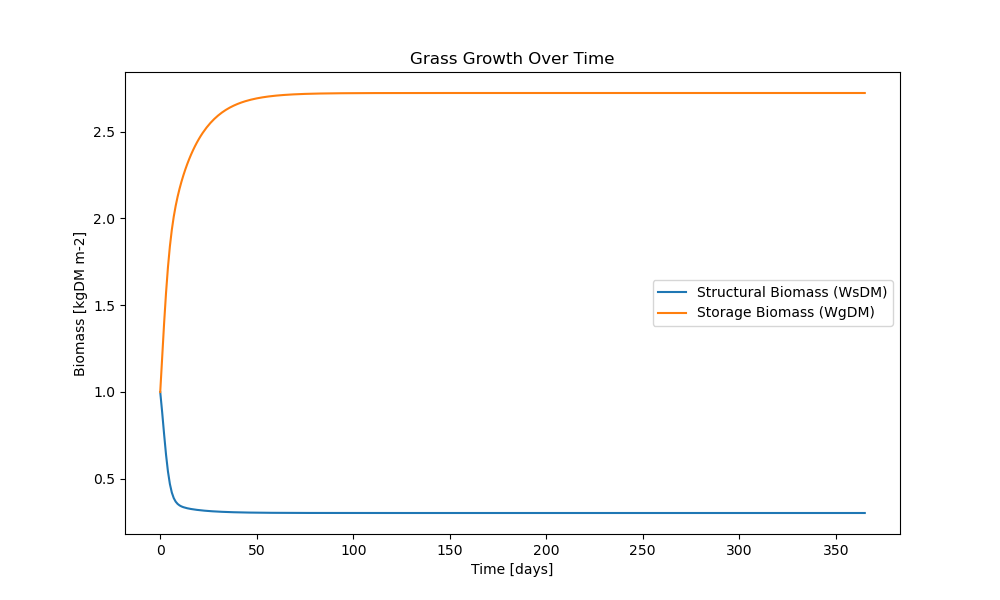 Grass Growth Over Time
Biomass [kgDM m-2]
2.5
2.0
1.5
1.0
0.5
Structural Biomass (WsDM)
Storage Biomass (WgDM)
0 50 100 150 200 250 300 350
Time [days]